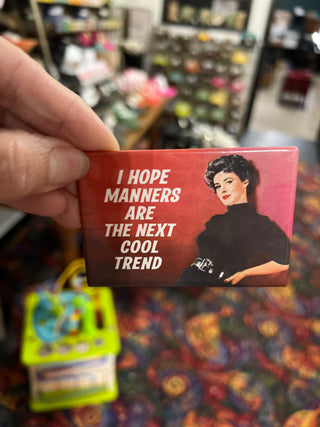 I HOPE
MANNERS
ARE
THE NEXT
COOL
TREND